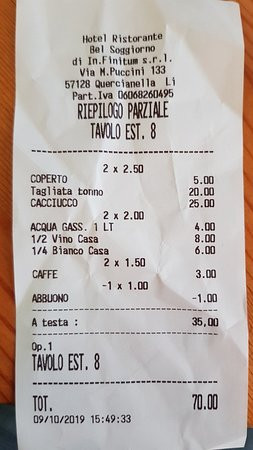 Hotel Ristorante
Bel Soggiorno
di In.Finitum s.r.l.
Via M.Puccini 133
57128 Quercianella Li
Part.Iva 06068260495
RIEPILOGO PARZIALE
TAVOLO EST. 8
2 x 2.50
COPERTO 5.00
Tagliata tonno 20.00
CACCIUCCO 25.00
2 x 2.00
ACQUA GASS. 1 LT 4.00
1/2 Vino Casa 8.00
1/4 Bianco Casa 6.00
2 x 1.50
CAFFE 3.00
-1 x 1.00
ABBUONO -1.00
A testa : 35,00
Op.1
TAVOLO EST. 8
TOT. 70.00
09/10/2019 15:49:33